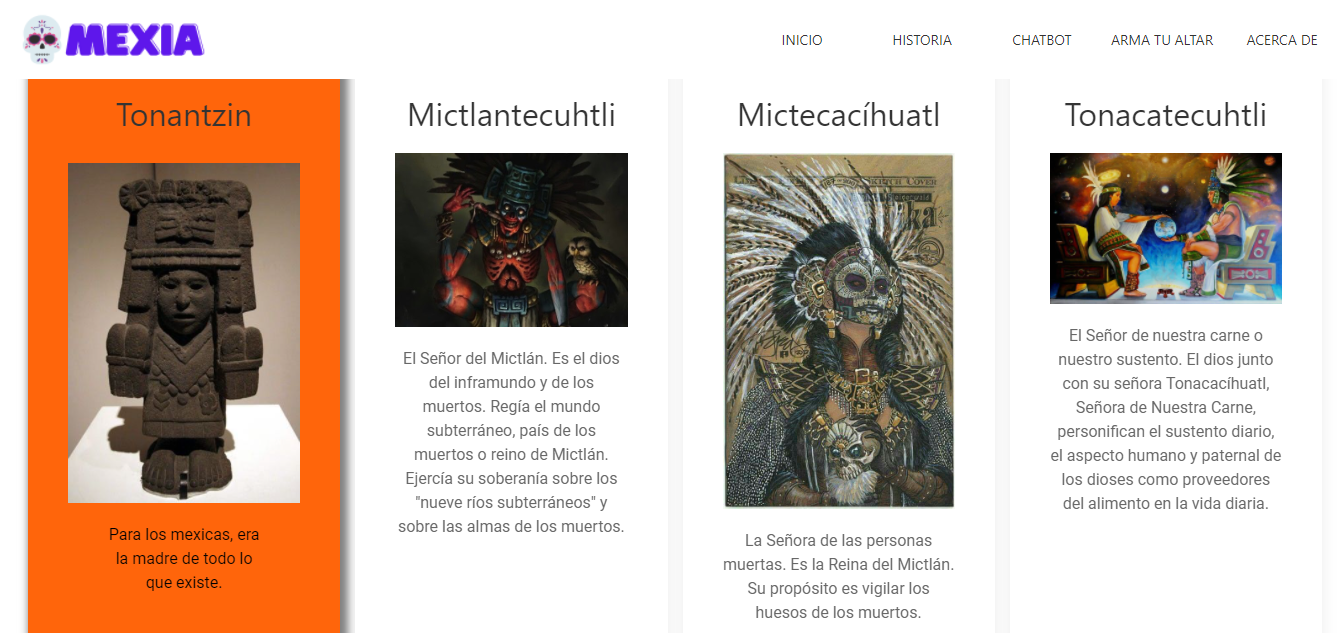 MEXIA
INICIO
HISTORIA
CHATBOT
ARMA TU ALTAR
ACERCA DE
Tonantzin
Para los mexicas, era
la madre de todo lo
que existe.
Mictlantecuhtli
El Señor del Mictlán. Es el dios
del inframundo y de los
muertos. Regía el mundo
subterráneo, país de los
muertos o reino de Mictlán.
Ejercía su soberanía sobre los
"nueve ríos subterráneos" y
sobre las almas de los muertos.
Mictecacíhuatl
La Señora de las personas
muertas. Es la Reina del Mictlán.
Su propósito es vigilar los
huesos de los muertos.
Tonacatecuhtli
El Señor de nuestra carne o
nuestro sustento. El dios junto
con su señora Tonacacíhuatl,
Señora de Nuestra Carne,
personifican el sustento diario,
el aspecto humano y paternal de
los dioses como proveedores
del alimento en la vida diaria.